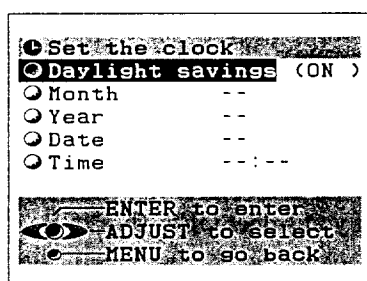 Set the clock
Daylight savings (ON )
Month --
Year --
Date --
Time --:--
ENTER to enter
ADJUST to select
MENU to go back